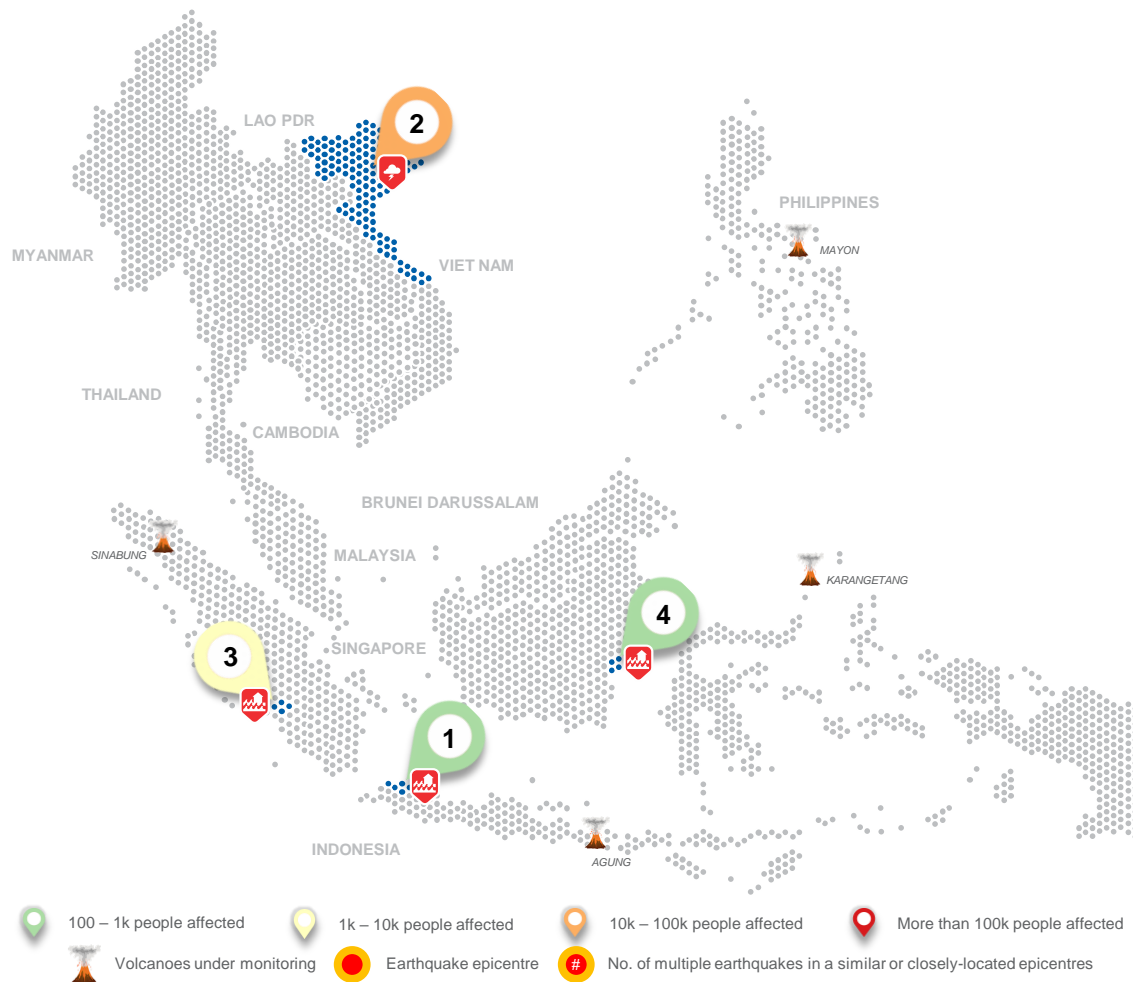 2
LAO PDR
PHILIPPINES
MYANMAR
MAYON
VIET NAM
THAILAND
CAMBODIA
BRUNEI DARUSSALAM
SINABUNG
MALAYSIA
KARANGETANG
4
3
SINGAPORE
1
INDONESIA
AGUNG
100 – 1k people affected
1k – 10k people affected
10k – 100k people affected
More than 100k people affected
Volcanoes under monitoring
Earthquake epicentre
# No. of multiple earthquakes in a similar or closely-located epicentres